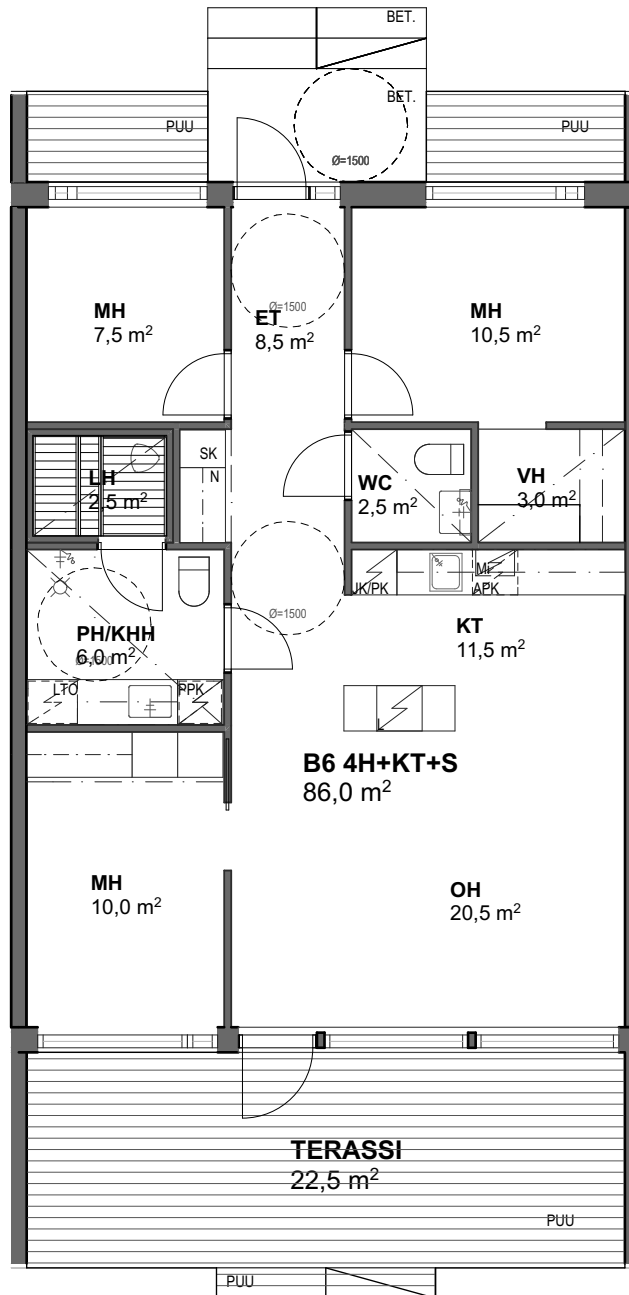 BET.
BET.
PUU
PUU
Ø=1500
MH
7,5 m²
Ø=1500
ET
8,5 m²
MH
10,5 m²
SK
N
LH
2,5 m²
WC
2,5 m²
VH
3,0 m²
JK/PK
APK
Ø=1500
PH/KHH
6,0 m²
Ø=1500
KT
11,5 m²
LTO
PPK
B6 4H+KT+S
86,0 m²
MH
10,0 m²
OH
20,5 m²
TERASSI
22,5 m²
PUU
PUU